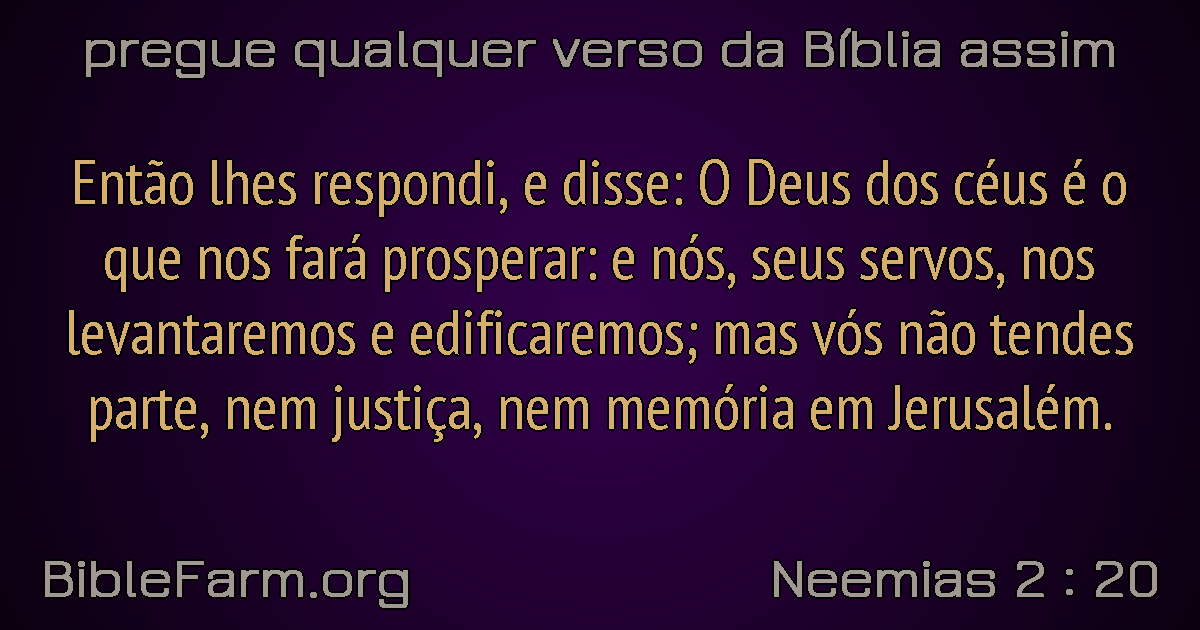 pregue qualquer verso da Bíblia assim
Então lhes respondi, e disse: O Deus dos céus é o
que nos fará prosperar: e nós, seus servos, nos
levantaremos e edificaremos; mas vós não tendes
parte, nem justiça, nem memória em Jerusalém.
BibleFarm.org
Neemias 2 : 20